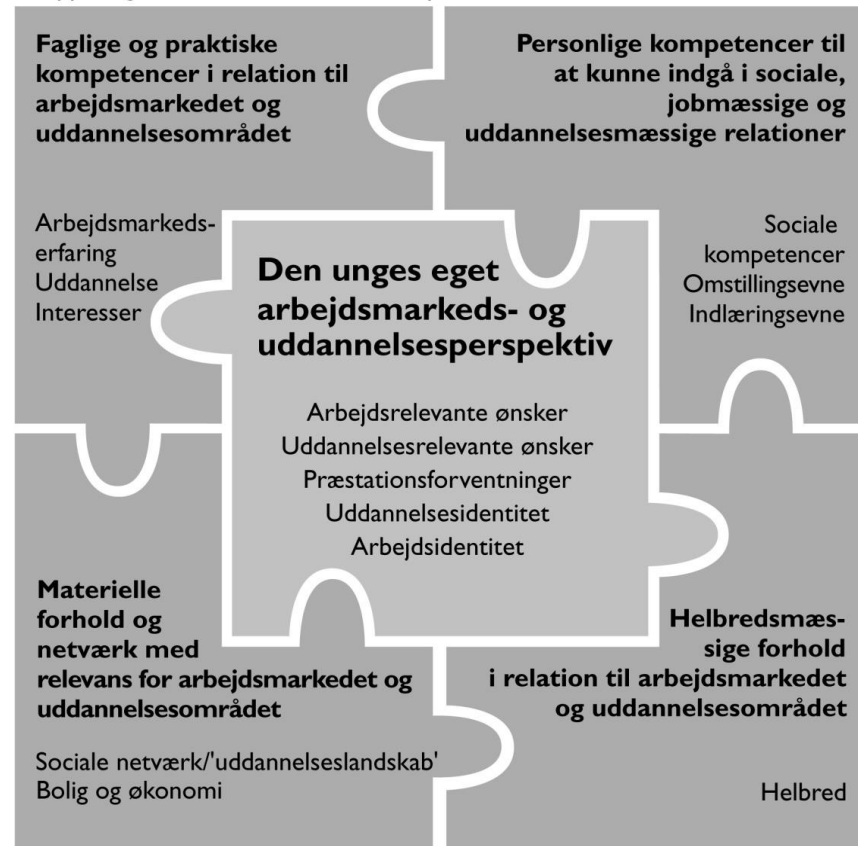 Faglige og praktiske
kompetencer i relation til
arbejdsmarkedet og
uddannelsesområdet
Arbejdsmarkeds-
erfaring
Uddannelse
Interesser
Personlige kompetencer til
at kunne indgå i sociale,
jobmæssige og
uddannelsesmæssige relationer
Sociale
kompetencer
Omstillingsevne
Indlæringsevne
Den unges eget
arbejdsmarkeds- og
uddannelsesperspektiv
Arbejdsrelevante ønsker
Uddannelsesrelevante ønsker
Præstationsforventninger
Uddannelsesidentitet
Arbejdsidentitet
Materielle
forhold og
netværk med
relevans for arbejdsmarkedet og
uddannelsesområdet
Sociale netværk/'uddannelseslandskab'
Bolig og økonomi
Helbredsmæs-
sige forhold
i relation til arbejdsmarkedet
og uddannelsesområdet
Helbred